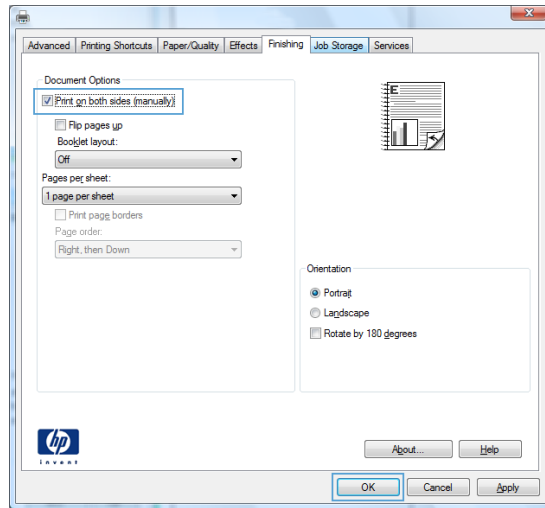 Advanced Printing Shortcuts Paper/Quality Effects Finishing Job Storage Services
Document Options
Print on both sides (manually)
Flip pages up
Booklet layout:
Off
Pages per sheet:
1 page per sheet
Print page borders
Page order:
Right, then Down
E
Orientation
Portrait
Landscape
Rotate by 180 degrees
hp
invent
About... Help
OK Cancel Apply